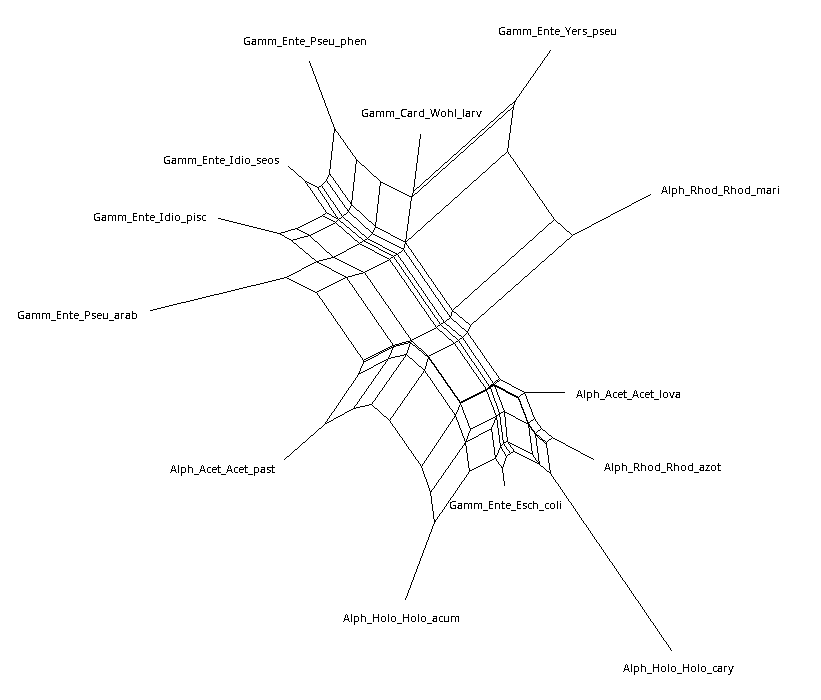 Gamm_Ente_Yers_pseu
Gamm_Ente_Pseu_phen
Gamm_Card_Wohl_larv
Gamm_Ente_Idio_seos
Alph_Rhod_Rhod_mari
Gamm_Ente_Idio_pisc
Gamm_Ente_Pseu_arab
Alph_Acet_Acet_lova
Alph_Rhod_Rhod_azot
Alph_Acet_Acet_past
Gamm_Ente_Esch_coli
Alph_Holo_Holo_acum
Alph_Holo_Holo_cary